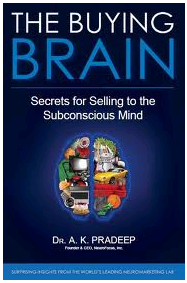 THE BUYING
BRAIN
Secrets for Selling to the
Subconscious Mind
DR. A. K. PRADEEP
Founder & CEO, NeuroFocus, Inc.
SURPRISING INSIGHTS FROM THE WORLD'S LEADING NEUROMARKETING LAB